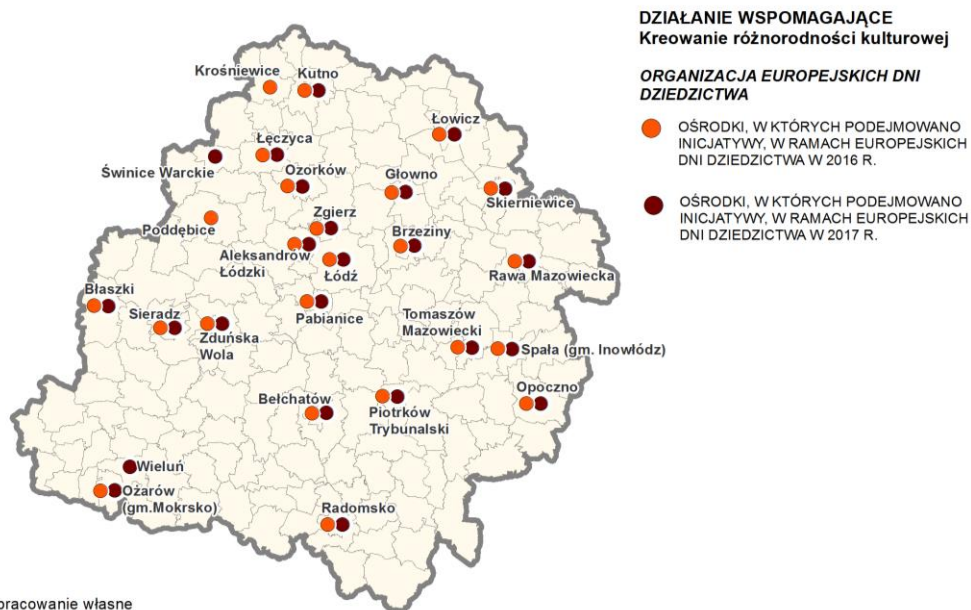 DZIAŁANIE WSPOMAGAJĄCE
Kreowanie różnorodności kulturowej
ORGANIZACJA EUROPEJSKICH DNI
DZIEDZICTWA
OŚRODKI, W KTÓRYCH PODEJMOWANO
INICJATYWY, W RAMACH EUROPEJSKICH
DNI DZIEDZICTWA W 2016 R.
OŚRODKI, W KTÓRYCH PODEJMOWANO
INICJATYWY, W RAMACH EUROPEJSKICH
DNI DZIEDZICTWA W 2017 R.
Krośniewice
Kutno
Łowicz
Łęczyca
Świnice Warckie
Ozorków
Głowno
Skierniewice
Poddębice
Zgierz
Brzeziny
Aleksandrów
Łódzki
Łódź
Rawa Mazowiecka
Błaszki
Sieradz
Zduńska
Wola
Pabianice
Tomaszów
Mazowiecki
Spała (gm. Inowłódz)
Opoczno
Bełchatów
Piotrków
Trybunalski
Wieluń
Ożarów
(gm.Mokrsko)
Radomsko
pracowanie własne